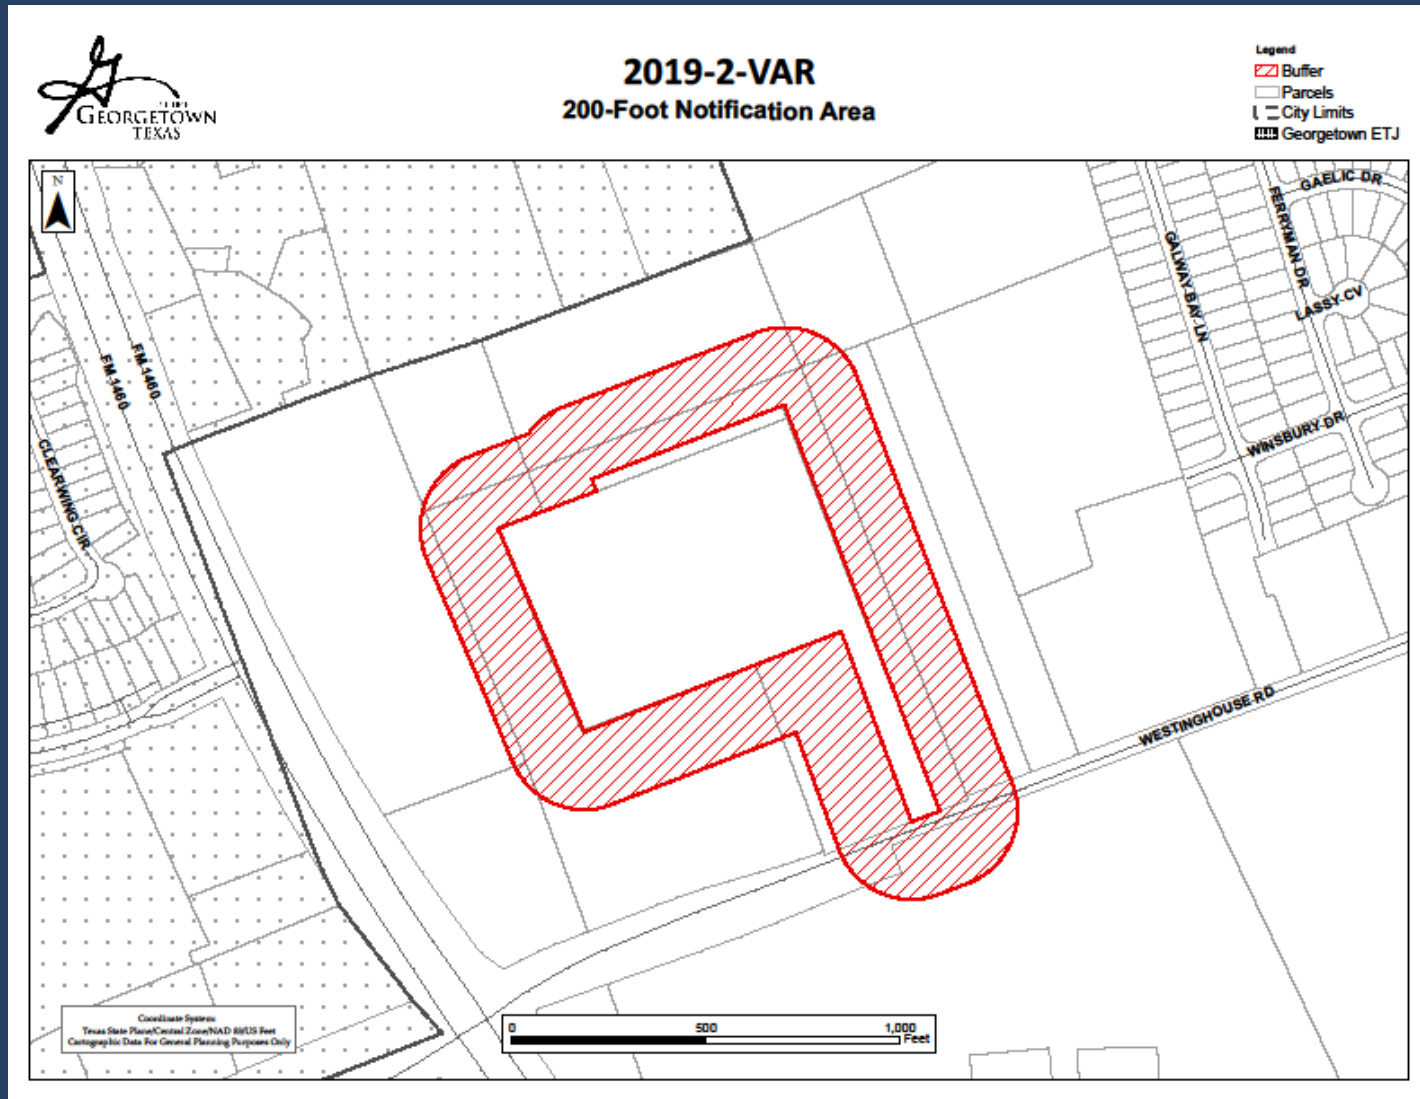 GEORGETOWN
TEXAS
2019-2-VAR
200-Foot Notification Area
Legend
Buffer
Parcels
City Limits
Georgetown ETJ
N
GAELIC DR
FERRYMAN DR
GALWAY BAY LN
LASSY CV
FM 1460
FM 1460
WINSBURY DR
CLEARWING CIR
WESTINGHOUSE RD
Coordinate System:
Texas State Plane/Central Zone/NAD 83/US Feet
Cartographic Data For General Planning Purposes Only
0 500 1,000
Feet